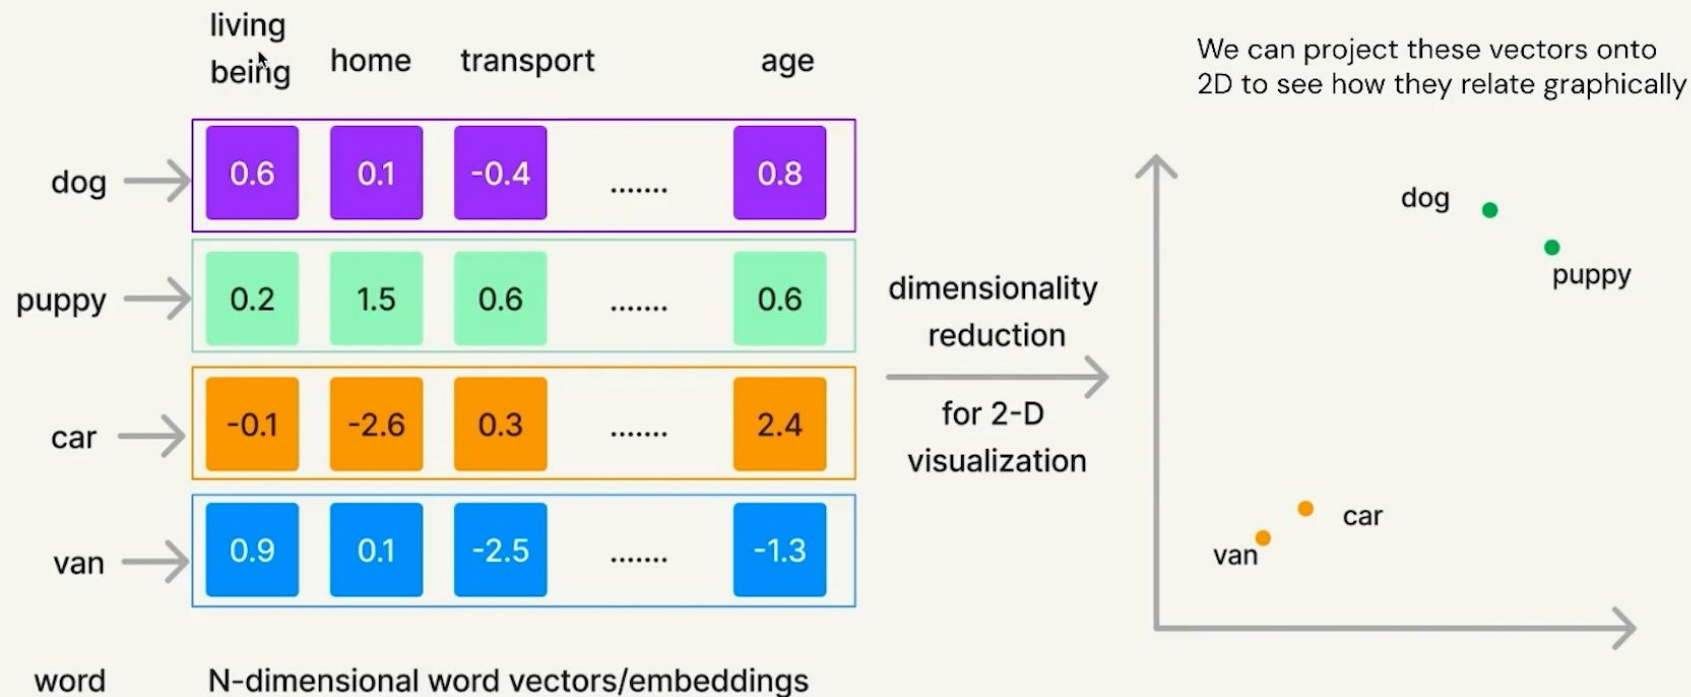 living
being
home
transport
age
dog
0.6
0.1
-0.4
.......
0.8
puppy
0.2
1.5
0.6
.......
0.6
car
-0.1
-2.6
0.3
.......
2.4
van
0.9
0.1
-2.5
.......
-1.3
word
N-dimensional word vectors/embeddings
dimensionality
reduction
for 2-D
visualization
We can project these vectors onto
2D to see how they relate graphically
dog
puppy
car
van